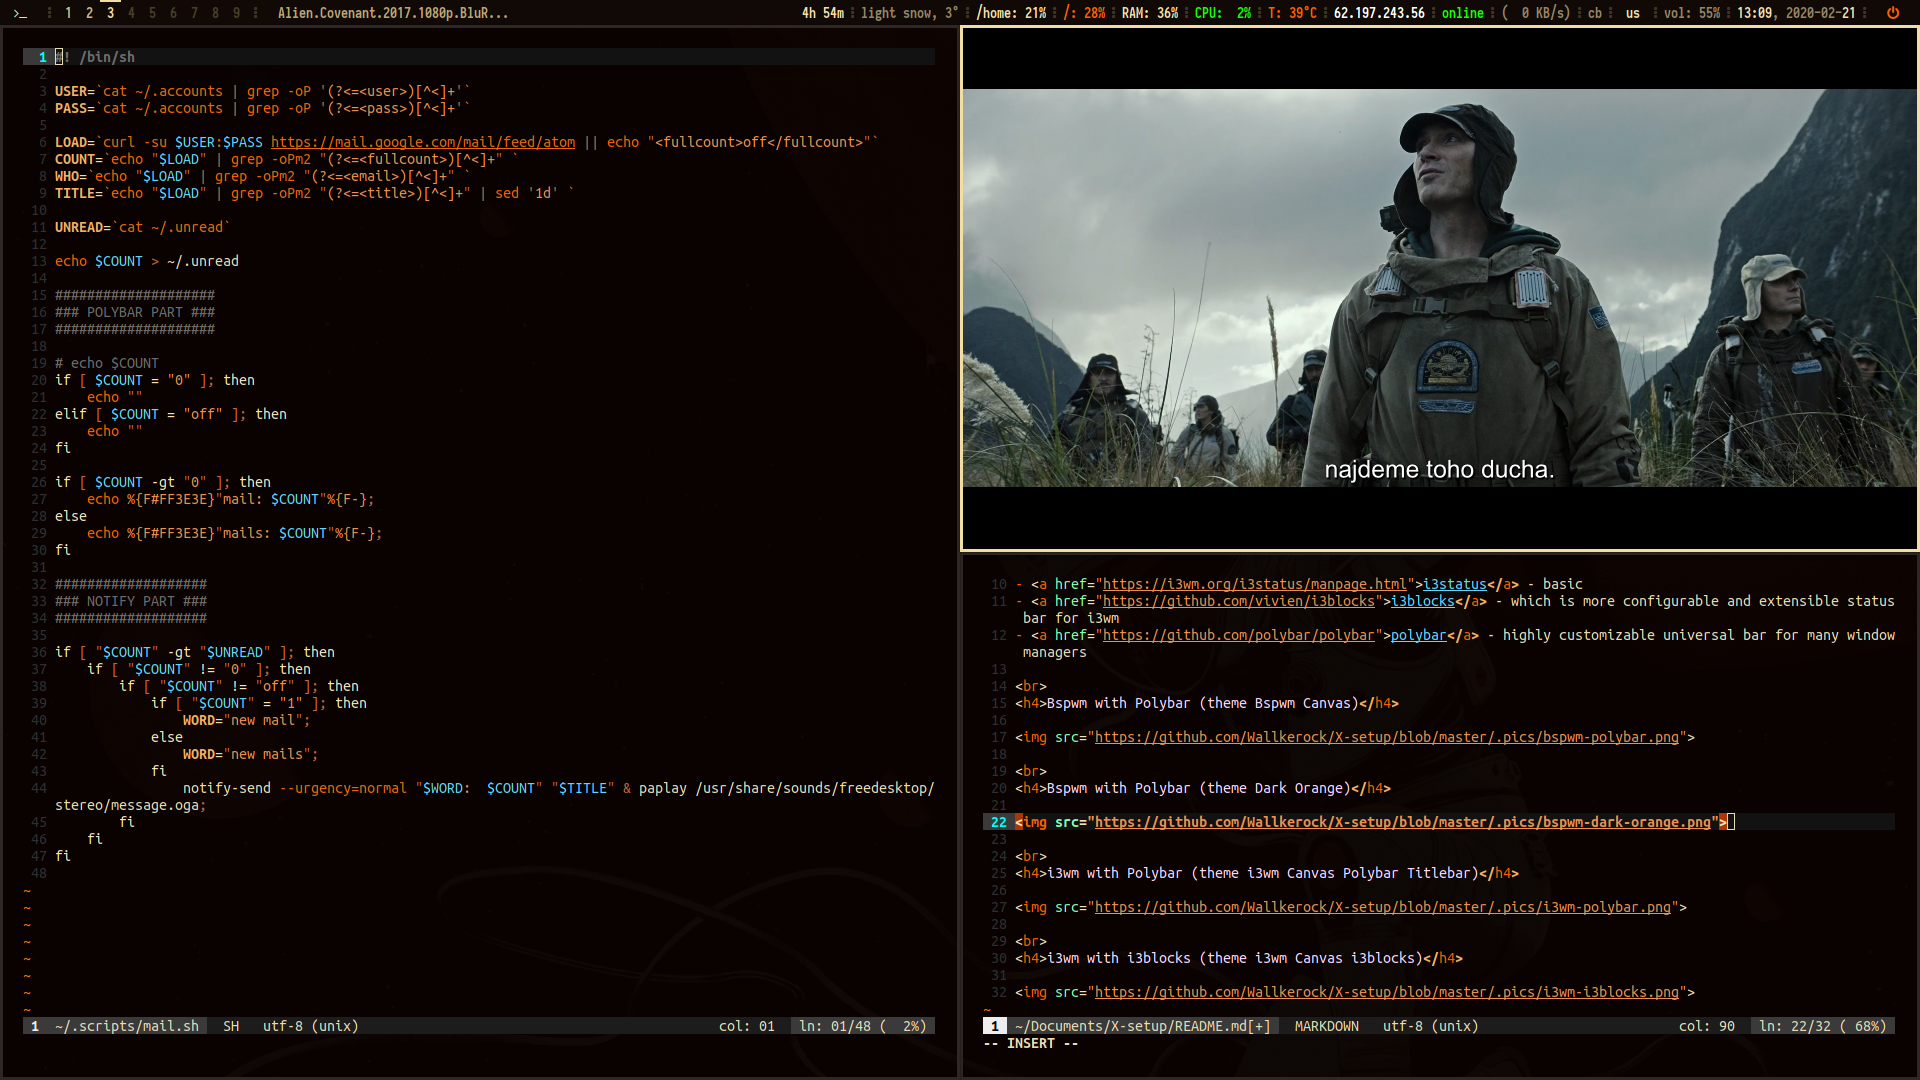 >_ ⋮ 1 2 3 4 5 6 7 8 9 ⋮ Alien.Covenant.2017.1080p.BluR... 4h 54m ⋮ light snow, 3° ⋮ /home: 21% ⋮ /: 28% ⋮ RAM: 36% ⋮ CPU:  2% ⋮ T: 39°C ⋮ 62.197.243.56 ⋮ online ⋮ (  0 KB/s) ⋮ cb ⋮ us ⋮ vol: 55% ⋮ 13:09, 2020-02-21 ⋮
1 #! /bin/sh
2
3 USER=`cat ~/.accounts | grep -oP '(?<=<user>)[^<]+'`
4 PASS=`cat ~/.accounts | grep -oP '(?<=<pass>)[^<]+'`
5
6 LOAD=`curl -su $USER:$PASS https://mail.google.com/mail/feed/atom || echo "<fullcount>off</fullcount>"`
7 COUNT=`echo "$LOAD" | grep -oPm2 "(?<=<fullcount>)[^<]+" `
8 WHO=`echo "$LOAD" | grep -oPm2 "(?<=<email>)[^<]+" `
9 TITLE=`echo "$LOAD" | grep -oPm2 "(?<=<title>)[^<]+" | sed '1d' `
10
11 UNREAD=`cat ~/.unread`
12
13 echo $COUNT > ~/.unread
14
15 ####################
16 ### POLYBAR PART ###
17 ####################
18
19 # echo $COUNT
20 if [ $COUNT = "0" ]; then
21     echo ""
22 elif [ $COUNT = "off" ]; then
23     echo ""
24 fi
25
26 if [ $COUNT -gt "0" ]; then
27     echo %{F#FF3E3E}"mail: $COUNT"%{F-};
28 else
29     echo %{F#FF3E3E}"mails: $COUNT"%{F-};
30 fi
31
32 ###################
33 ### NOTIFY PART ###
34 ###################
35
36 if [ "$COUNT" -gt "$UNREAD" ]; then
37     if [ "$COUNT" != "0" ]; then
38         if [ "$COUNT" != "off" ]; then
39             if [ "$COUNT" = "1" ]; then
40                 WORD="new mail";
41             else
42                 WORD="new mails";
43             fi
44                 notify-send --urgency=normal "$WORD:  $COUNT" "$TITLE" & paplay /usr/share/sounds/freedesktop/
stereo/message.oga;
45         fi
46     fi
47 fi
48
~
~
~
~
~
~
~
~
1 ~/.scripts/mail.sh SH utf-8 (unix) col: 01 ln: 01/48 (  2%)
najdeme toho ducha.
10 - <a href="https://i3wm.org/i3status/manpage.html">i3status</a> - basic
11 - <a href="https://github.com/vivien/i3blocks">i3blocks</a> - which is more configurable and extensible status
bar for i3wm
12 - <a href="https://github.com/polybar/polybar">polybar</a> - highly customizable universal bar for many window
managers
13
14 <br>
15 <h4>Bspwm with Polybar (theme Bspwm Canvas)</h4>
16
17 <img src="https://github.com/Wallkerock/X-setup/blob/master/.pics/bspwm-polybar.png">
18
19 <br>
20 <h4>Bspwm with Polybar (theme Dark Orange)</h4>
21
22 <img src="https://github.com/Wallkerock/X-setup/blob/master/.pics/bspwm-dark-orange.png">
23
24 <br>
25 <h4>i3wm with Polybar (theme i3wm Canvas Polybar Titlebar)</h4>
26
27 <img src="https://github.com/Wallkerock/X-setup/blob/master/.pics/i3wm-polybar.png">
28
29 <br>
30 <h4>i3wm with i3blocks (theme i3wm Canvas i3blocks)</h4>
31
32 <img src="https://github.com/Wallkerock/X-setup/blob/master/.pics/i3wm-i3blocks.png">
~
1 ~/Documents/X-setup/README.md[+] MARKDOWN utf-8 (unix) col: 90 ln: 22/32 ( 68%)
-- INSERT --